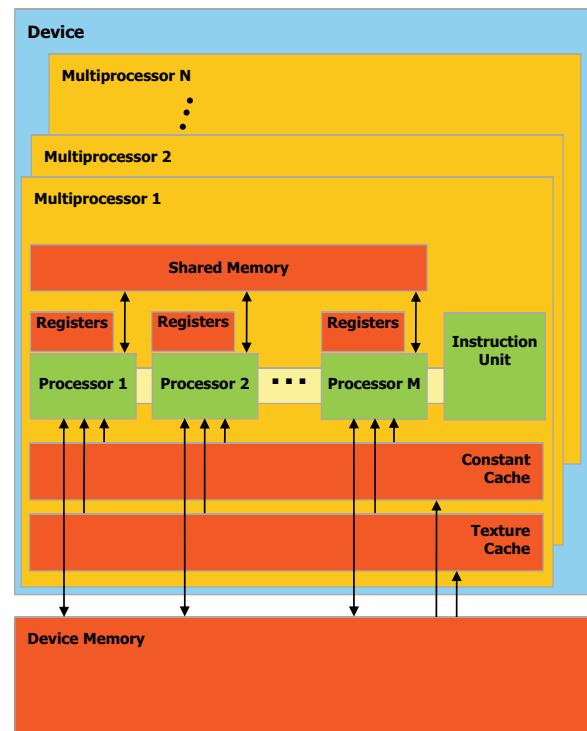 Device
Multiprocessor N
Multiprocessor 2
Multiprocessor 1
Shared Memory
Registers
Registers
Registers
Instruction
Unit
Processor 1
Processor 2
Processor M
Constant
Cache
Texture
Cache
Device Memory